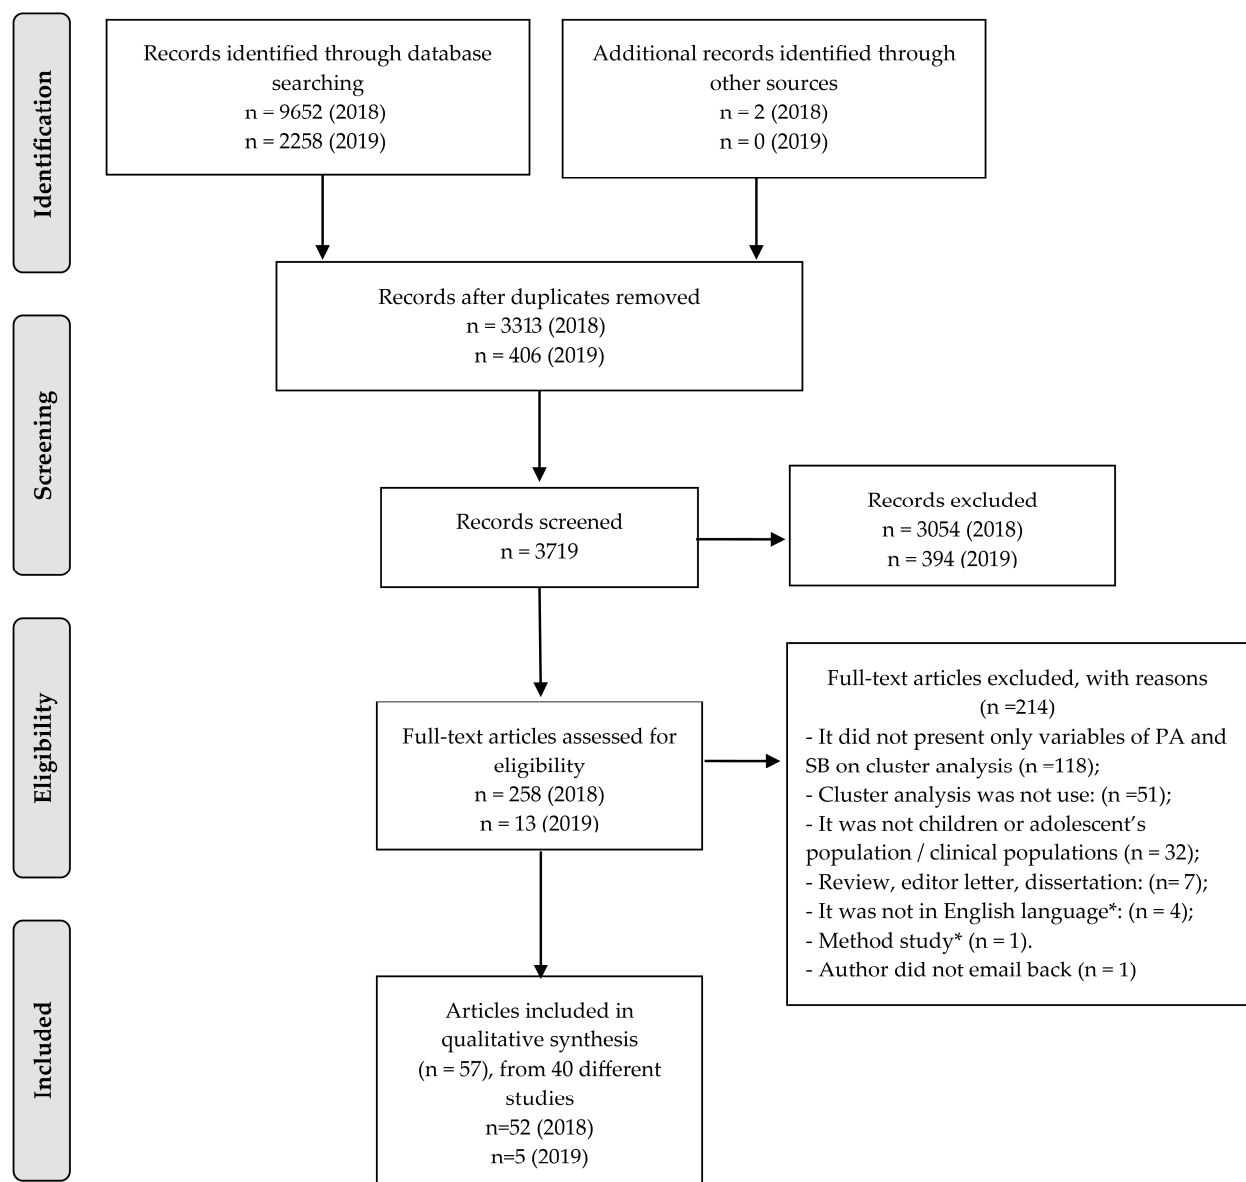 Identification
Records identified through database
searching
n = 9652 (2018)
n = 2258 (2019)
Additional records identified through
other sources
n = 2 (2018)
n = 0 (2019)
Records after duplicates removed
n = 3313 (2018)
n = 406 (2019)
Screening
Records screened
n = 3719
Records excluded
n = 3054 (2018)
n = 394 (2019)
Eligibility
Full-text articles assessed for
eligibility
n = 258 (2018)
n = 13 (2019)
Full-text articles excluded, with reasons
(n =214)
- It did not present only variables of PA and
SB on cluster analysis (n =118);
- Cluster analysis was not use: (n =51);
- It was not children or adolescent’s
population / clinical populations (n = 32);
- Review, editor letter, dissertation: (n= 7);
- It was not in English language*: (n = 4);
- Method study* (n = 1).
- Author did not email back (n = 1)
Included
Articles included in
qualitative synthesis
(n = 57), from 40 different
studies
n=52 (2018)
n=5 (2019)